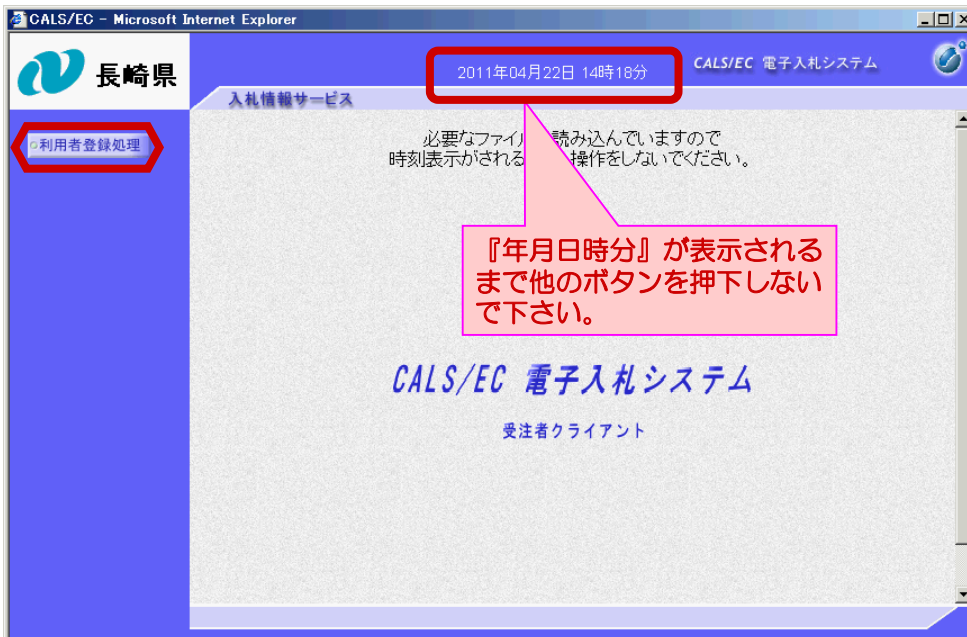 CALS/EC - Microsoft Internet Explorer
長崎県
2011年04月22日 14時18分
CALS/EC 電子入札システム
入札情報サービス
利用者登録処理
必要なファイル 読み込んでいますので
時刻表示がされる 操作をしないでください。
『年月日時分』が表示される
まで他のボタンを押下しない
で下さい。
CALS/EC 電子入札システム
受注者クライアント